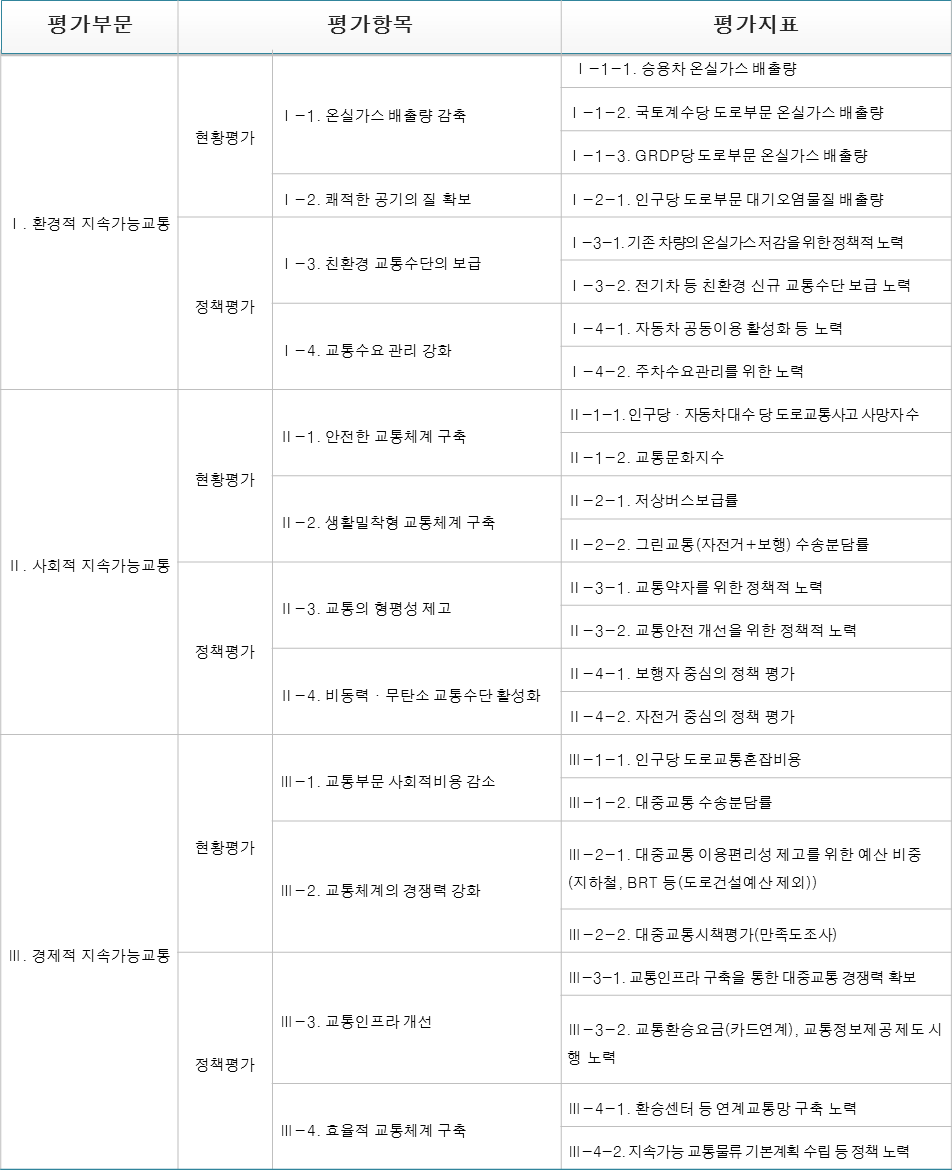 평가부문 평가항목 평가지표
Ⅰ. 환경적 지속가능교통
현황평가
Ⅰ-1. 온실가스 배출량 감축
Ⅰ-1-1. 승용차 온실가스 배출량
Ⅰ-1-2. 국토계수당 도로부문 온실가스 배출량
Ⅰ-1-3. GRDP당 도로부문 온실가스 배출량
Ⅰ-2. 쾌적한 공기의 질 확보
Ⅰ-2-1. 인구당 도로부문 대기오염물질 배출량
정책평가
Ⅰ-3. 친환경 교통수단의 보급
Ⅰ-3-1. 기존 차량의 온실가스 저감을 위한 정책적 노력
Ⅰ-3-2. 전기차 등 친환경 신규 교통수단 보급 노력
Ⅰ-4. 교통수요 관리 강화
Ⅰ-4-1. 자동차 공동이용 활성화 등 노력
Ⅰ-4-2. 주차수요관리를 위한 노력
Ⅱ. 사회적 지속가능교통
현황평가
Ⅱ-1. 안전한 교통체계 구축
Ⅱ-1-1. 인구당 · 자동차대수 당 도로교통사고 사망자 수
Ⅱ-1-2. 교통문화지수
Ⅱ-2. 생활밀착형 교통체계 구축
Ⅱ-2-1. 저상버스보급률
Ⅱ-2-2. 그린교통(자전거+보행) 수송분담률
정책평가
Ⅱ-3. 교통의 형평성 제고
Ⅱ-3-1. 교통약자를 위한 정책적 노력
Ⅱ-3-2. 교통안전 개선을 위한 정책적 노력
Ⅱ-4. 비동력 · 무탄소 교통수단 활성화
Ⅱ-4-1. 보행자 중심의 정책 평가
Ⅱ-4-2. 자전거 중심의 정책 평가
Ⅲ. 경제적 지속가능교통
현황평가
Ⅲ-1. 교통부문 사회적비용 감소
Ⅲ-1-1. 인구당 도로교통혼잡비용
Ⅲ-1-2. 대중교통 수송분담률
Ⅲ-2. 교통체계의 경쟁력 강화
Ⅲ-2-1. 대중교통 이용편리성 제고를 위한 예산 비중
(지하철, BRT 등(도로건설예산 제외))
Ⅲ-2-2. 대중교통시책평가(만족도조사)
정책평가
Ⅲ-3. 교통인프라 개선
Ⅲ-3-1. 교통인프라 구축을 통한 대중교통 경쟁력 확보
Ⅲ-3-2. 교통환승요금(카드연계), 교통정보제공 제도 시
행 노력
Ⅲ-4. 효율적 교통체계 구축
Ⅲ-4-1. 환승센터 등 연계교통망 구축 노력
Ⅲ-4-2. 지속가능 교통물류 기본계획 수립 등 정책 노력